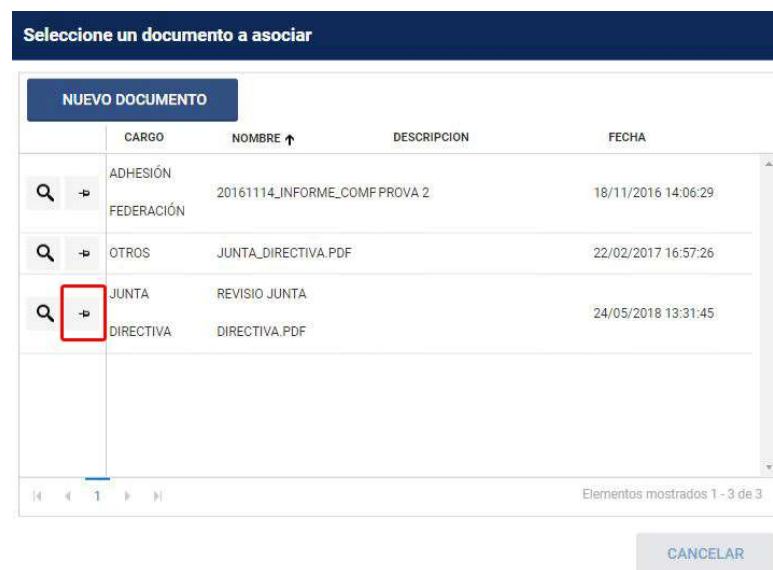 Seleccione un documento a asociar
NUEVO DOCUMENTO
CARGO NOMBRE DESCRIPCION FECHA
ADHESIÓN
FEDERACIÓN
20161114_INFORME_COMP PROVA 2 18/11/2016 14:06:29
OTROS JUNTA_DIRECTIVA.PDF 22/02/2017 16:57:26
JUNTA REVISIO JUNTA
DIRECTIVA DIRECTIVA.PDF
24/05/2018 13:31:45
1
Elementos mostrados 1 - 3 de 3
CANCELAR